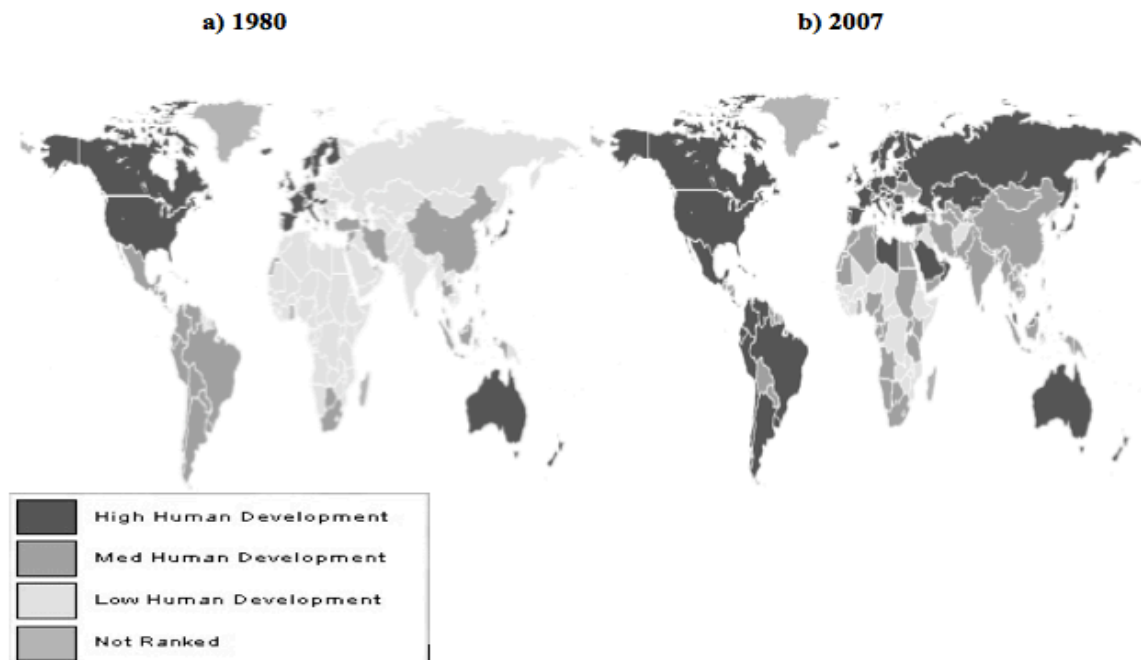 a) 1980
b) 2007
High Human Development
Med Human Development
Low Human Development
Not Ranked